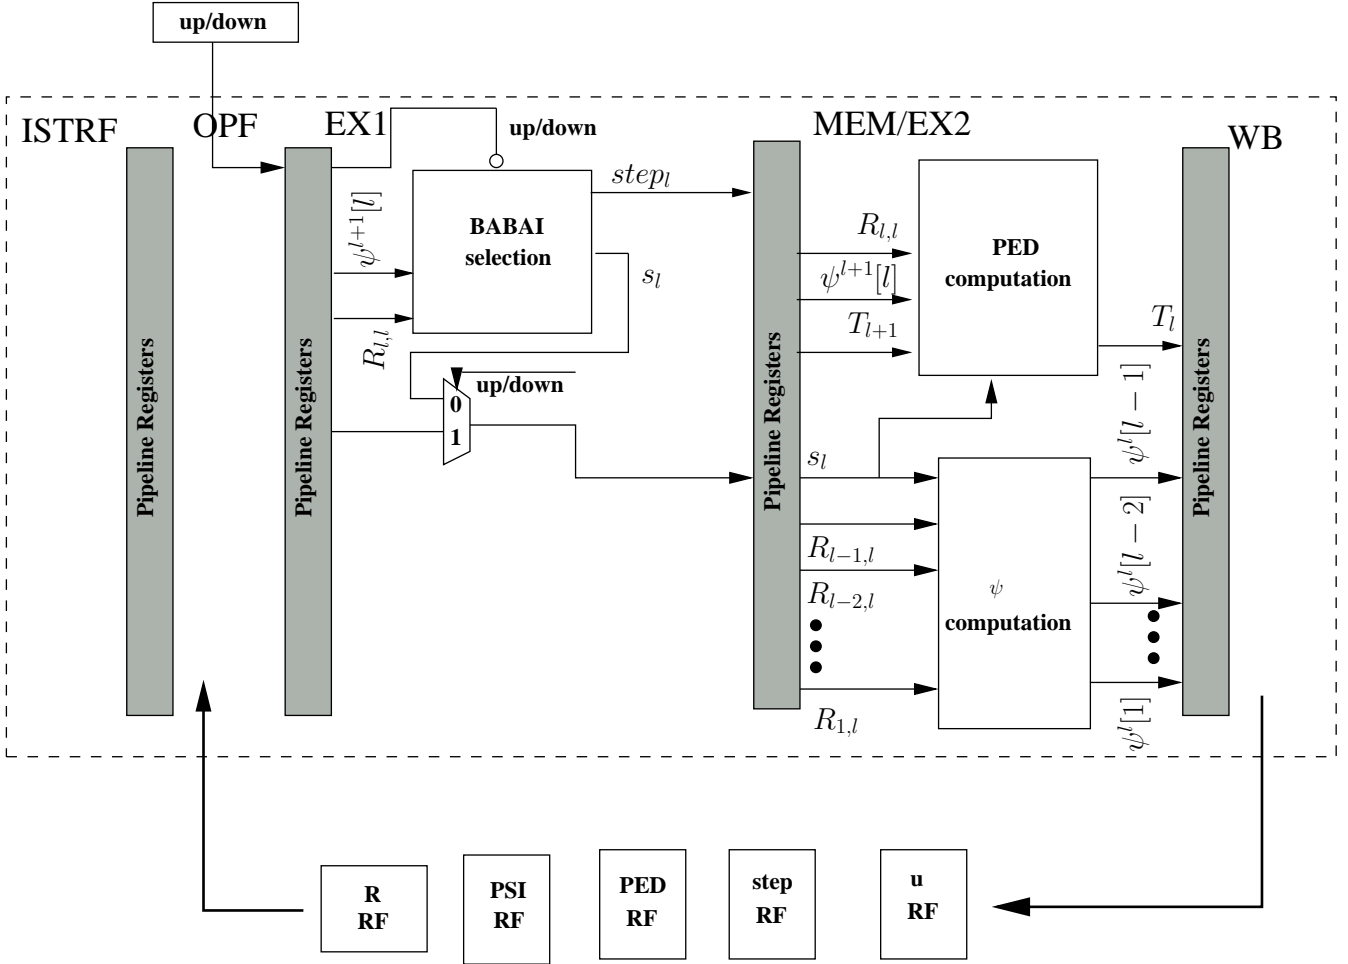 up/down
ISTRF
OPF
EX1
MEM/EX2
WB
up/down
Pipeline Registers
Pipeline Registers
ψ^{l+1}[l]
R_{l,l}
BABAI
selection
step_l
s_l
up/down
0
1
Pipeline Registers
R_{l,l}
ψ^{l+1}[l]
T_{l+1}
PED
computation
T_l
s_l
R_{l−1,l}
R_{l−2,l}
R_{1,l}
ψ
computation
ψ^l[l − 1]
ψ^l[l − 2]
ψ^l[1]
Pipeline Registers
R
RF
PSI
RF
PED
RF
step
RF
u
RF